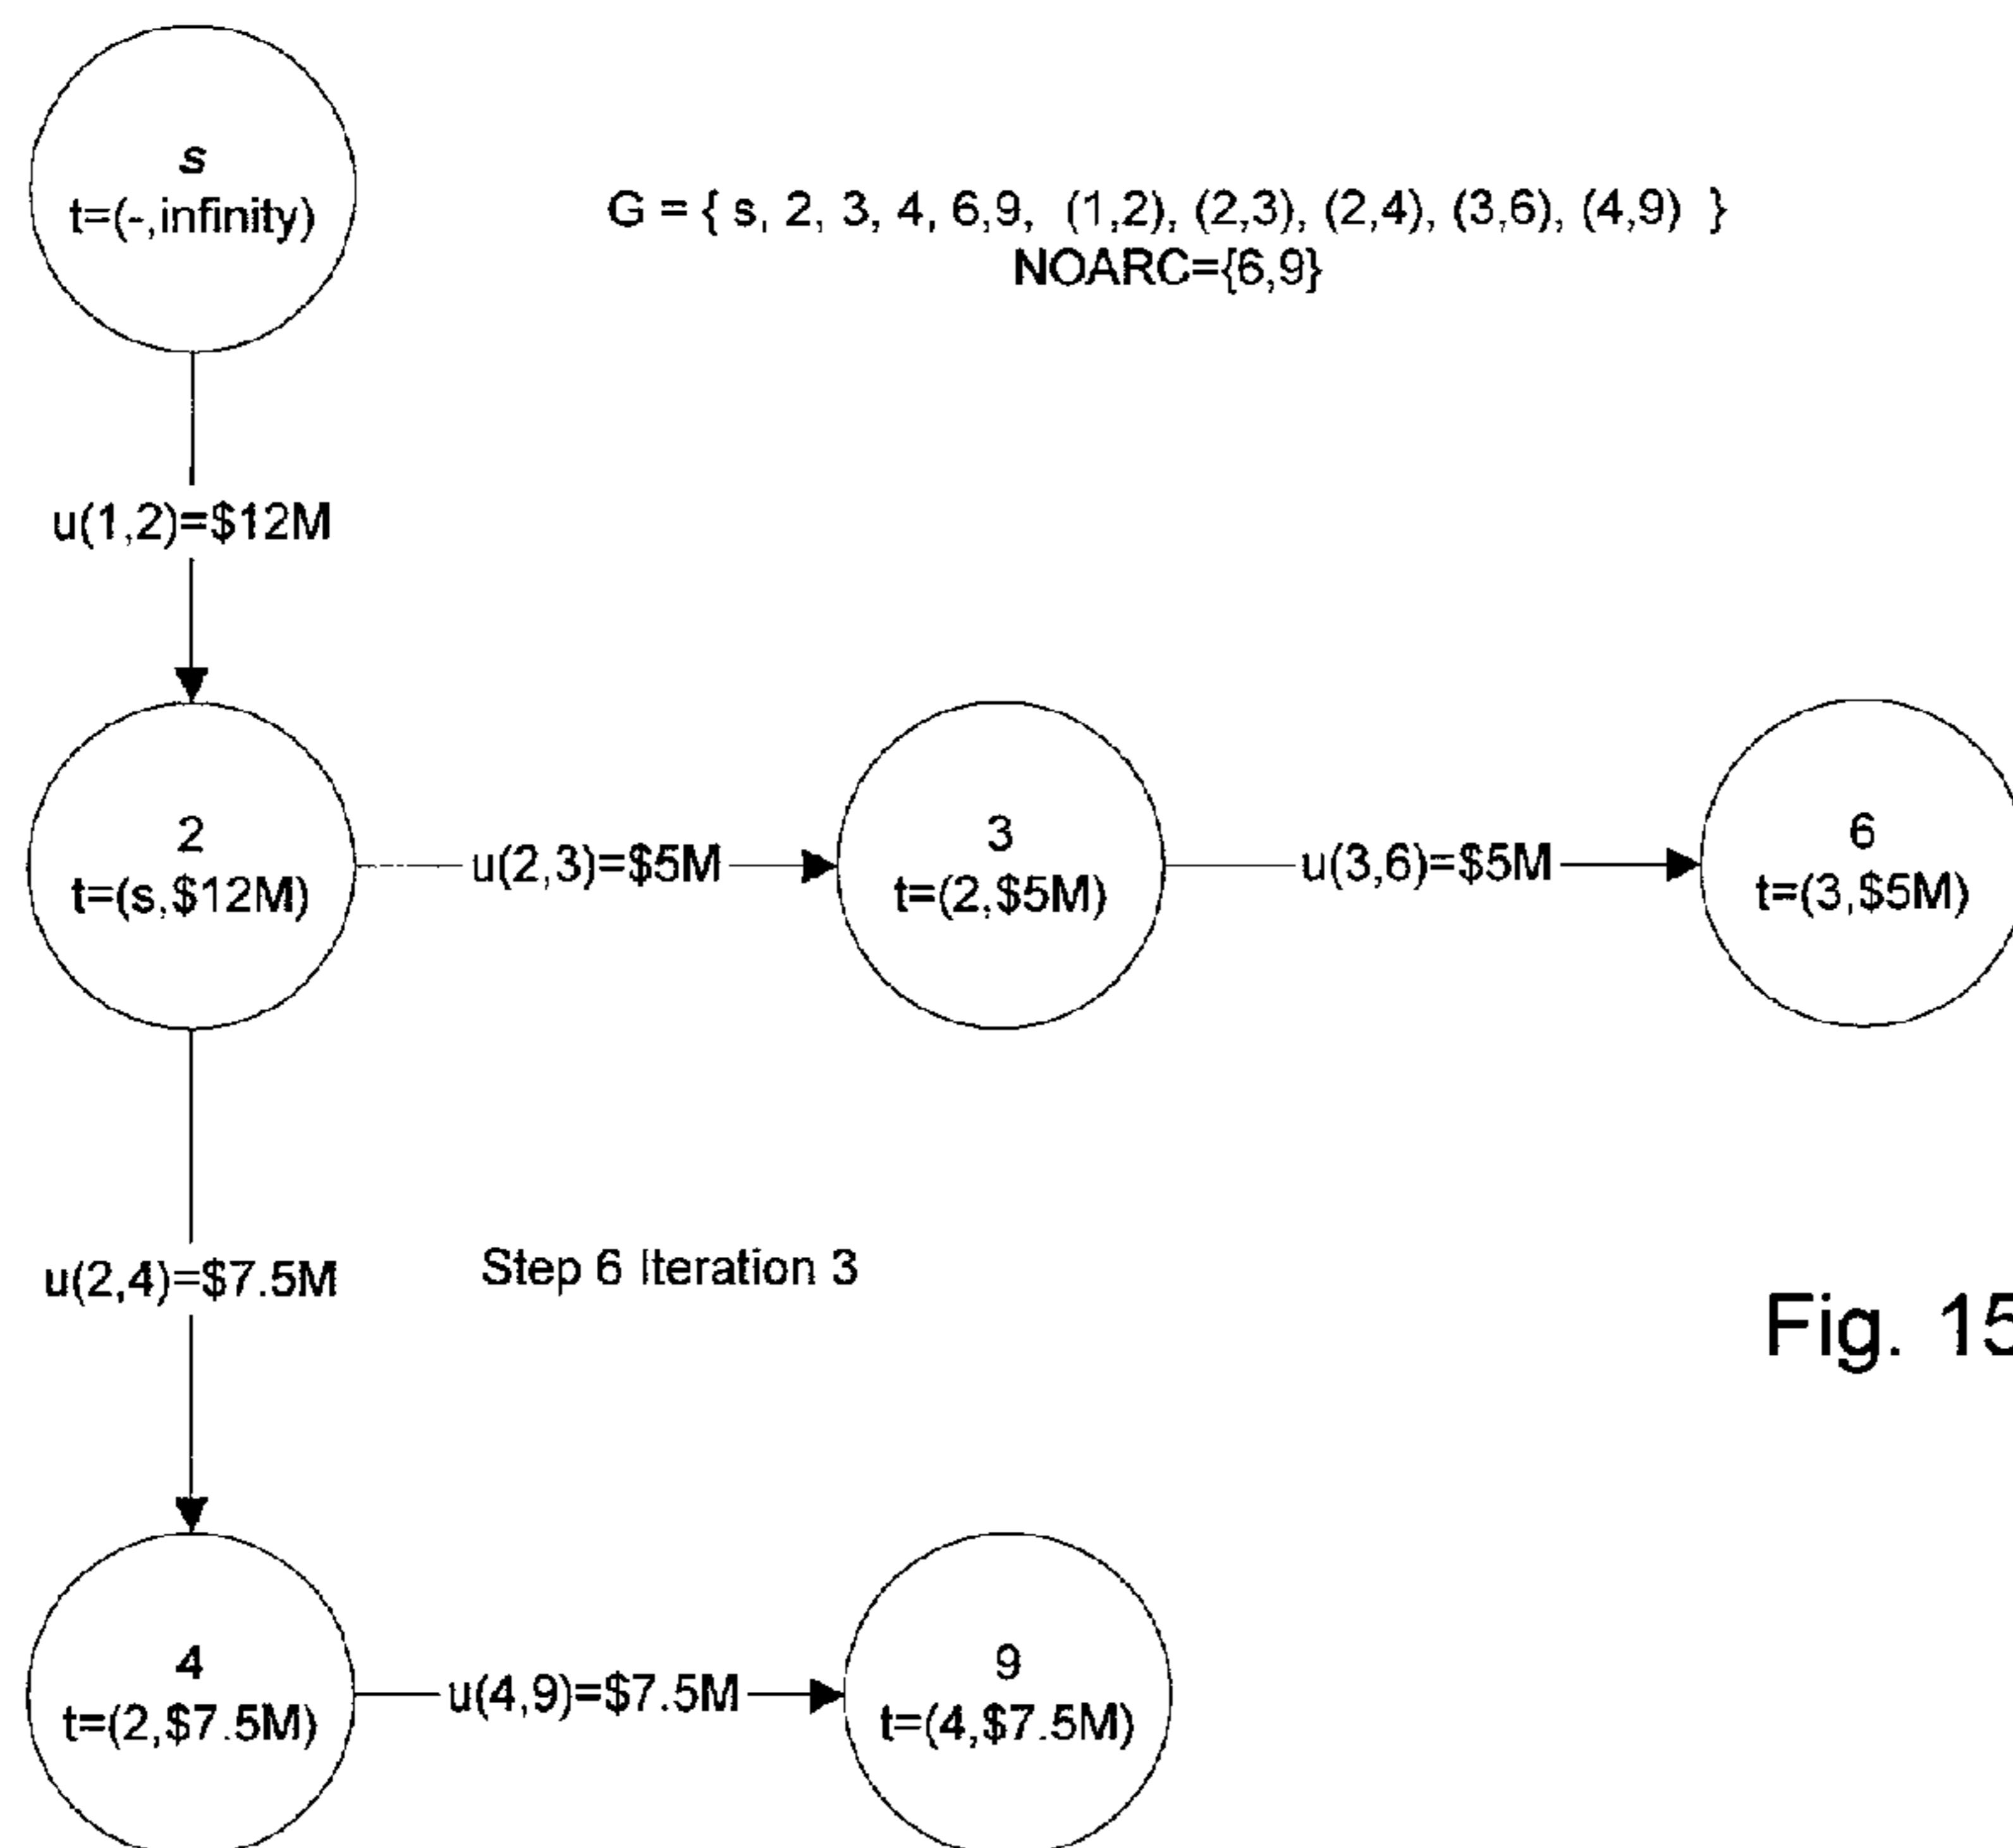 s
t=(-,infinity)
G = { s, 2, 3, 4, 6,9, (1,2), (2,3), (2,4), (3,6), (4,9) }
NOARC={6,9}
u(1,2)=$12M
2
t=(s,$12M)
u(2,3)=$5M
3
t=(2,$5M)
u(3,6)=$5M
6
t=(3,$5M)
u(2,4)=$7.5M
Step 6 Iteration 3
Fig. 15
4
t=(2,$7.5M)
u(4,9)=$7.5M
9
t=(4,$7.5M)